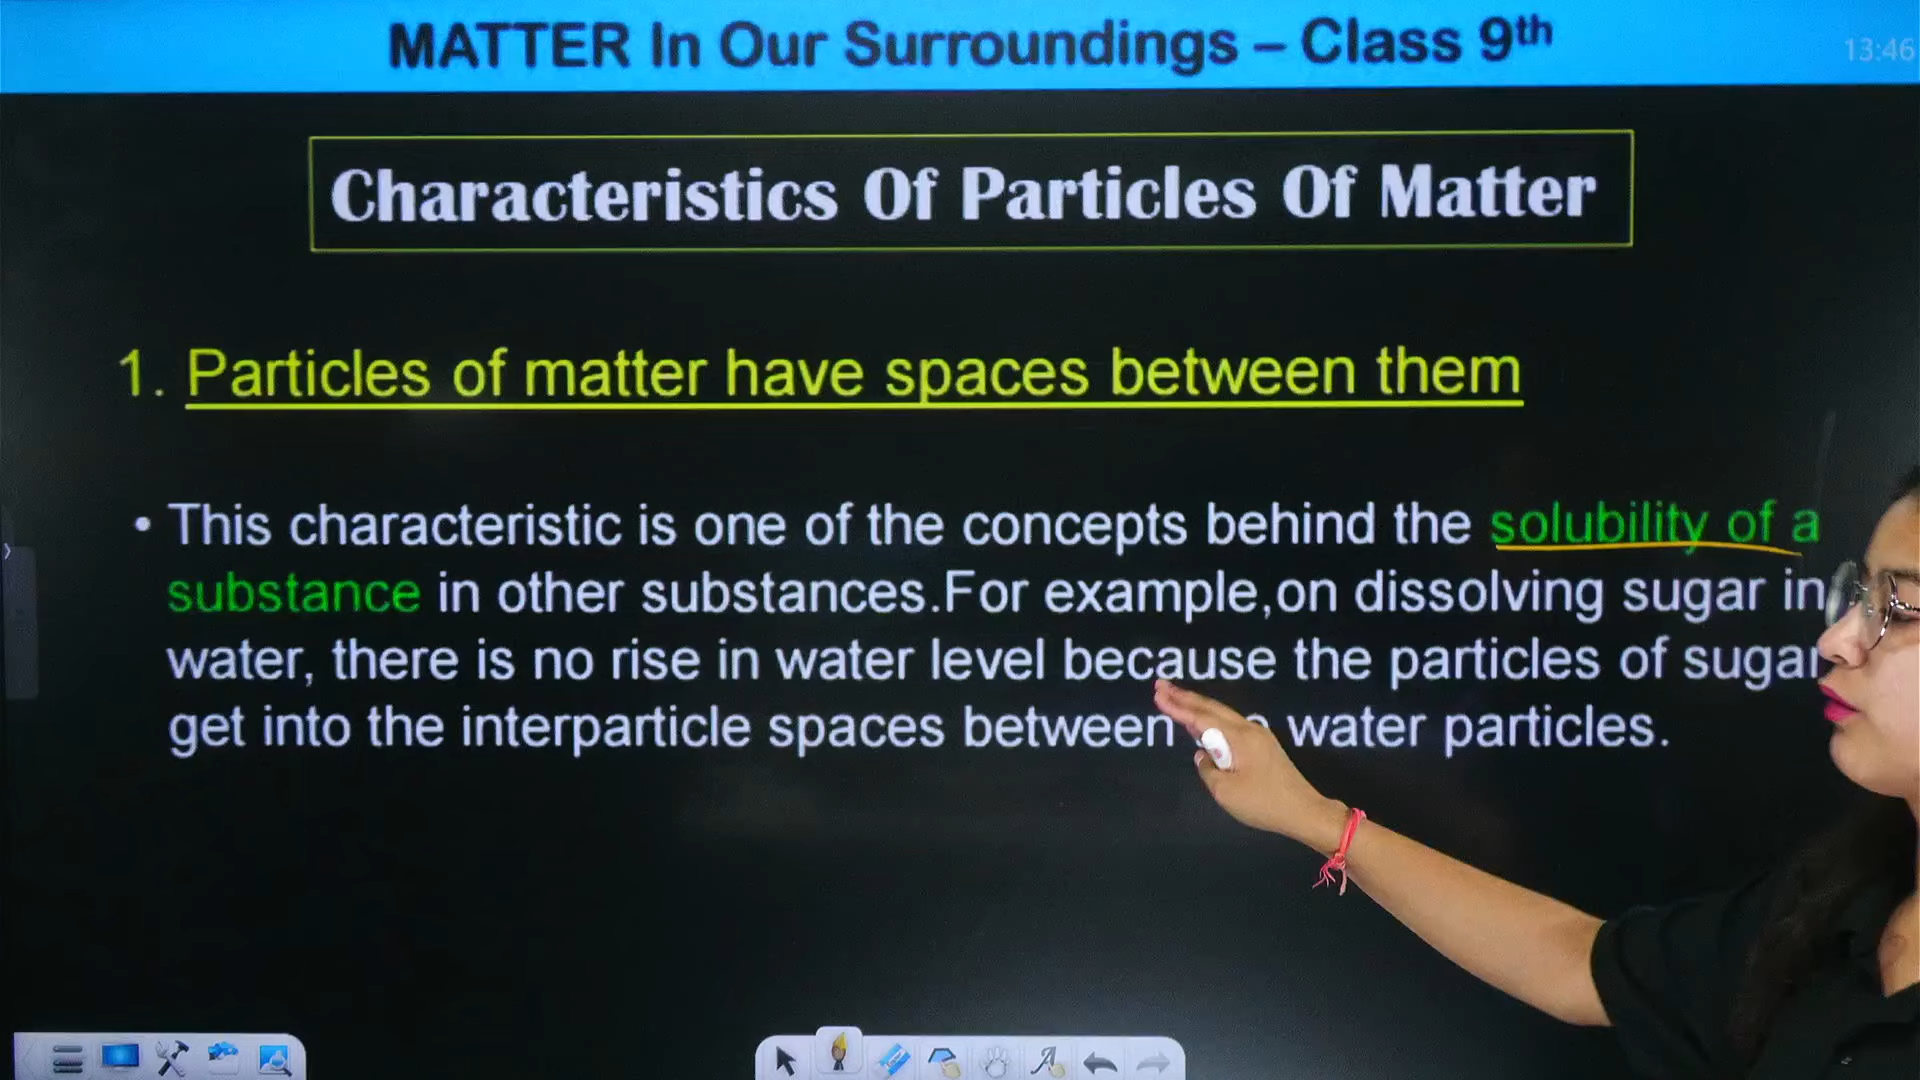 MATTER In Our Surroundings – Class 9th
13:46
Characteristics Of Particles Of Matter
1. Particles of matter have spaces between them
• This characteristic is one of the concepts behind the solubility of a
substance in other substances.For example,on dissolving sugar in
water, there is no rise in water level because the particles of sugar
get into the interparticle spaces between water particles.